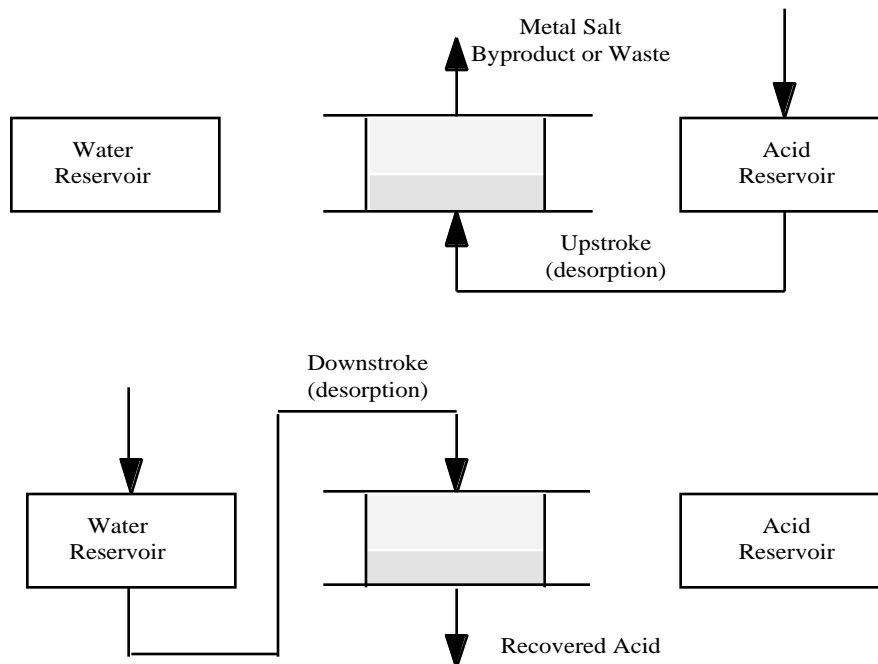 Metal Salt
Byproduct or Waste
Water
Reservoir
Acid
Reservoir
Upstroke
(desorption)
Downstroke
(desorption)
Water
Reservoir
Acid
Reservoir
Recovered Acid